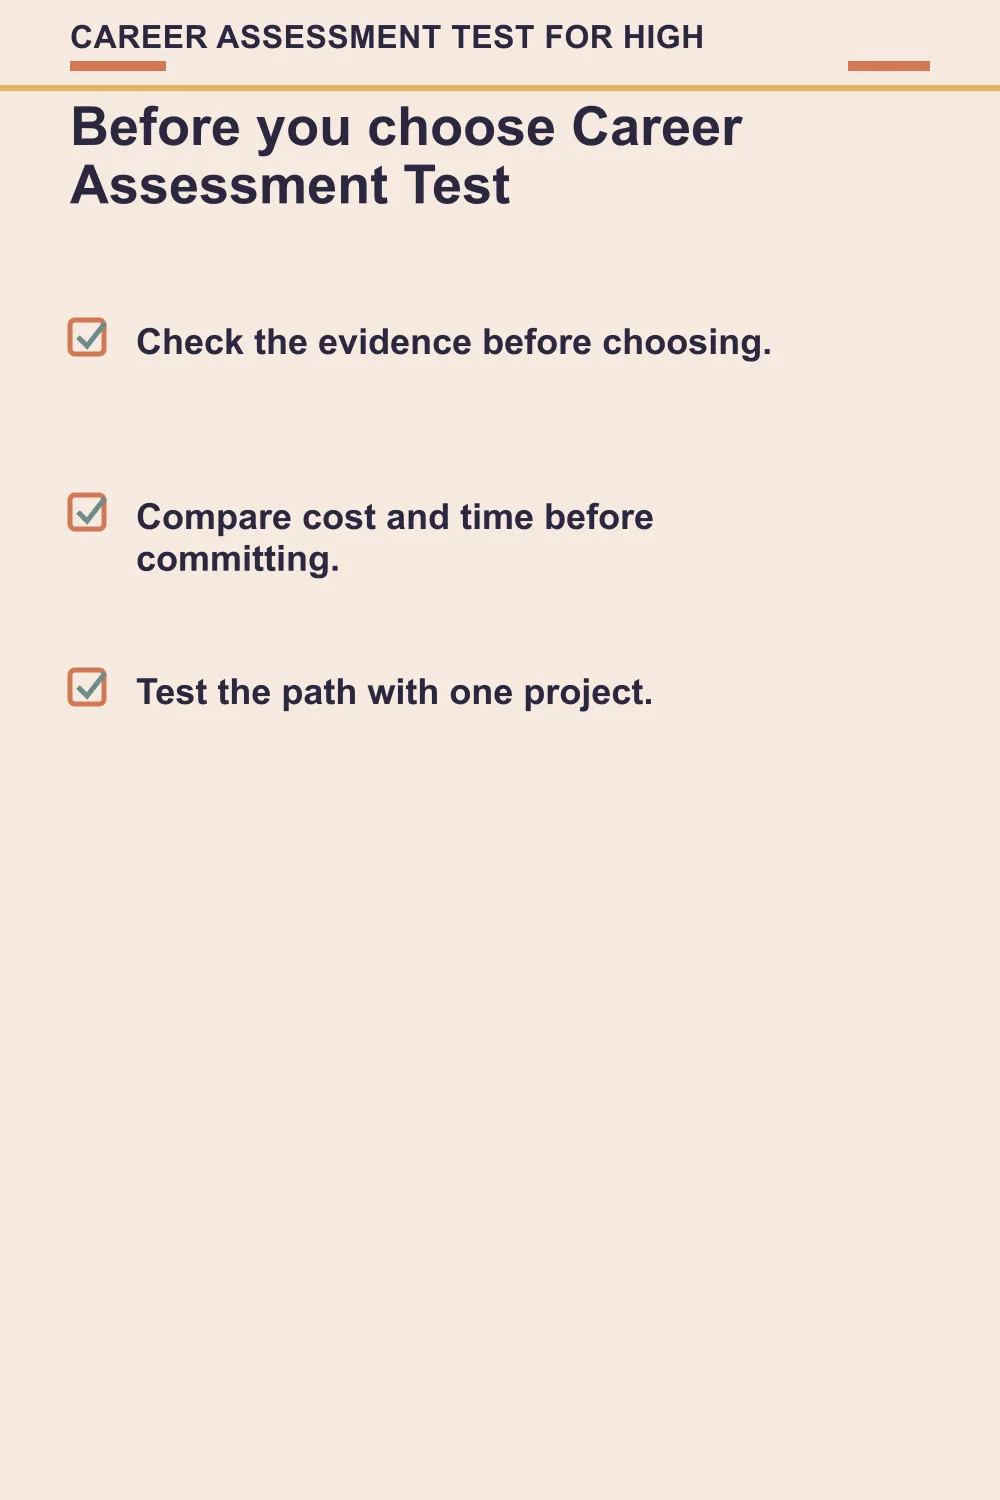 CAREER ASSESSMENT TEST FOR HIGH
Before you choose Career
Assessment Test
Check the evidence before choosing.
Compare cost and time before
committing.
Test the path with one project.